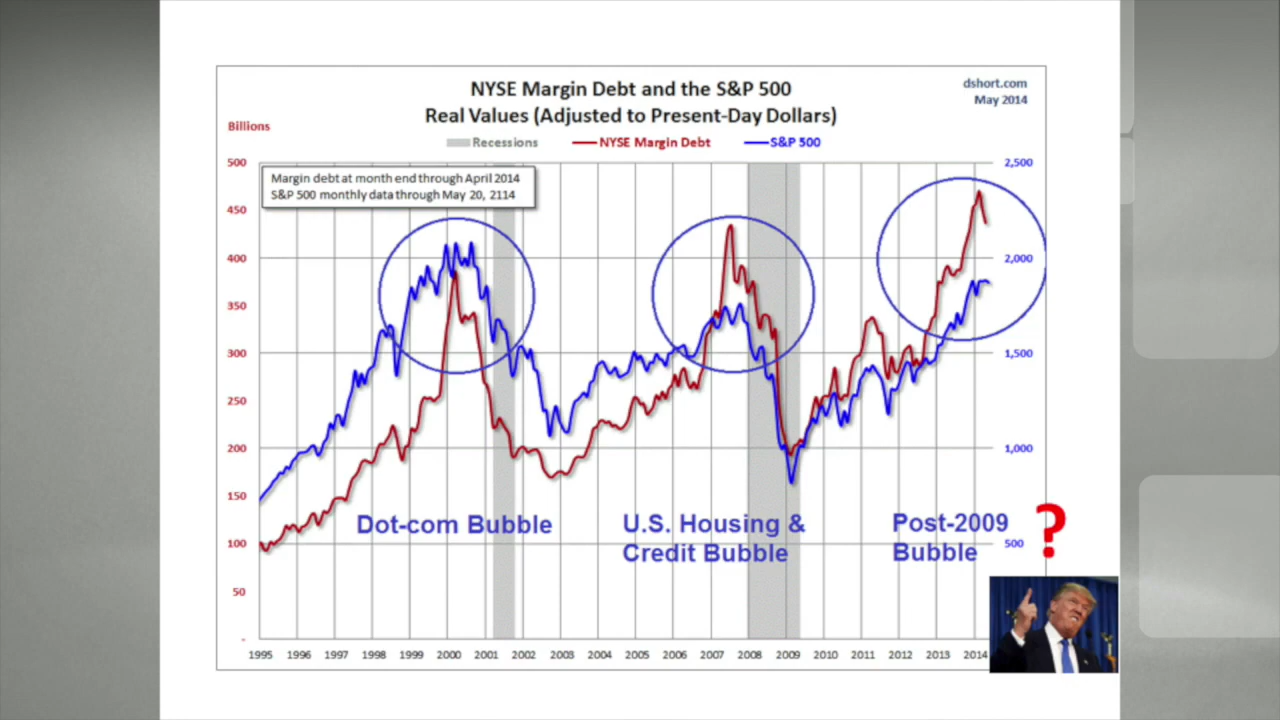 NYSE Margin Debt and the S&P 500
Real Values (Adjusted to Present-Day Dollars)
dshort.com
May 2014
Billions
Recessions NYSE Margin Debt S&P 500
Margin debt at month end through April 2014
S&P 500 monthly data through May 20, 2114
500
450
400
350
300
250
200
150
100
50
-
2,500
2,000
1,500
1,000
500
Dot-com Bubble
U.S. Housing &
Credit Bubble
Post-2009
Bubble
?
1995 1996 1997 1998 1999 2000 2001 2002 2003 2004 2005 2006 2007 2008 2009 2010 2011 2012 2013 2014